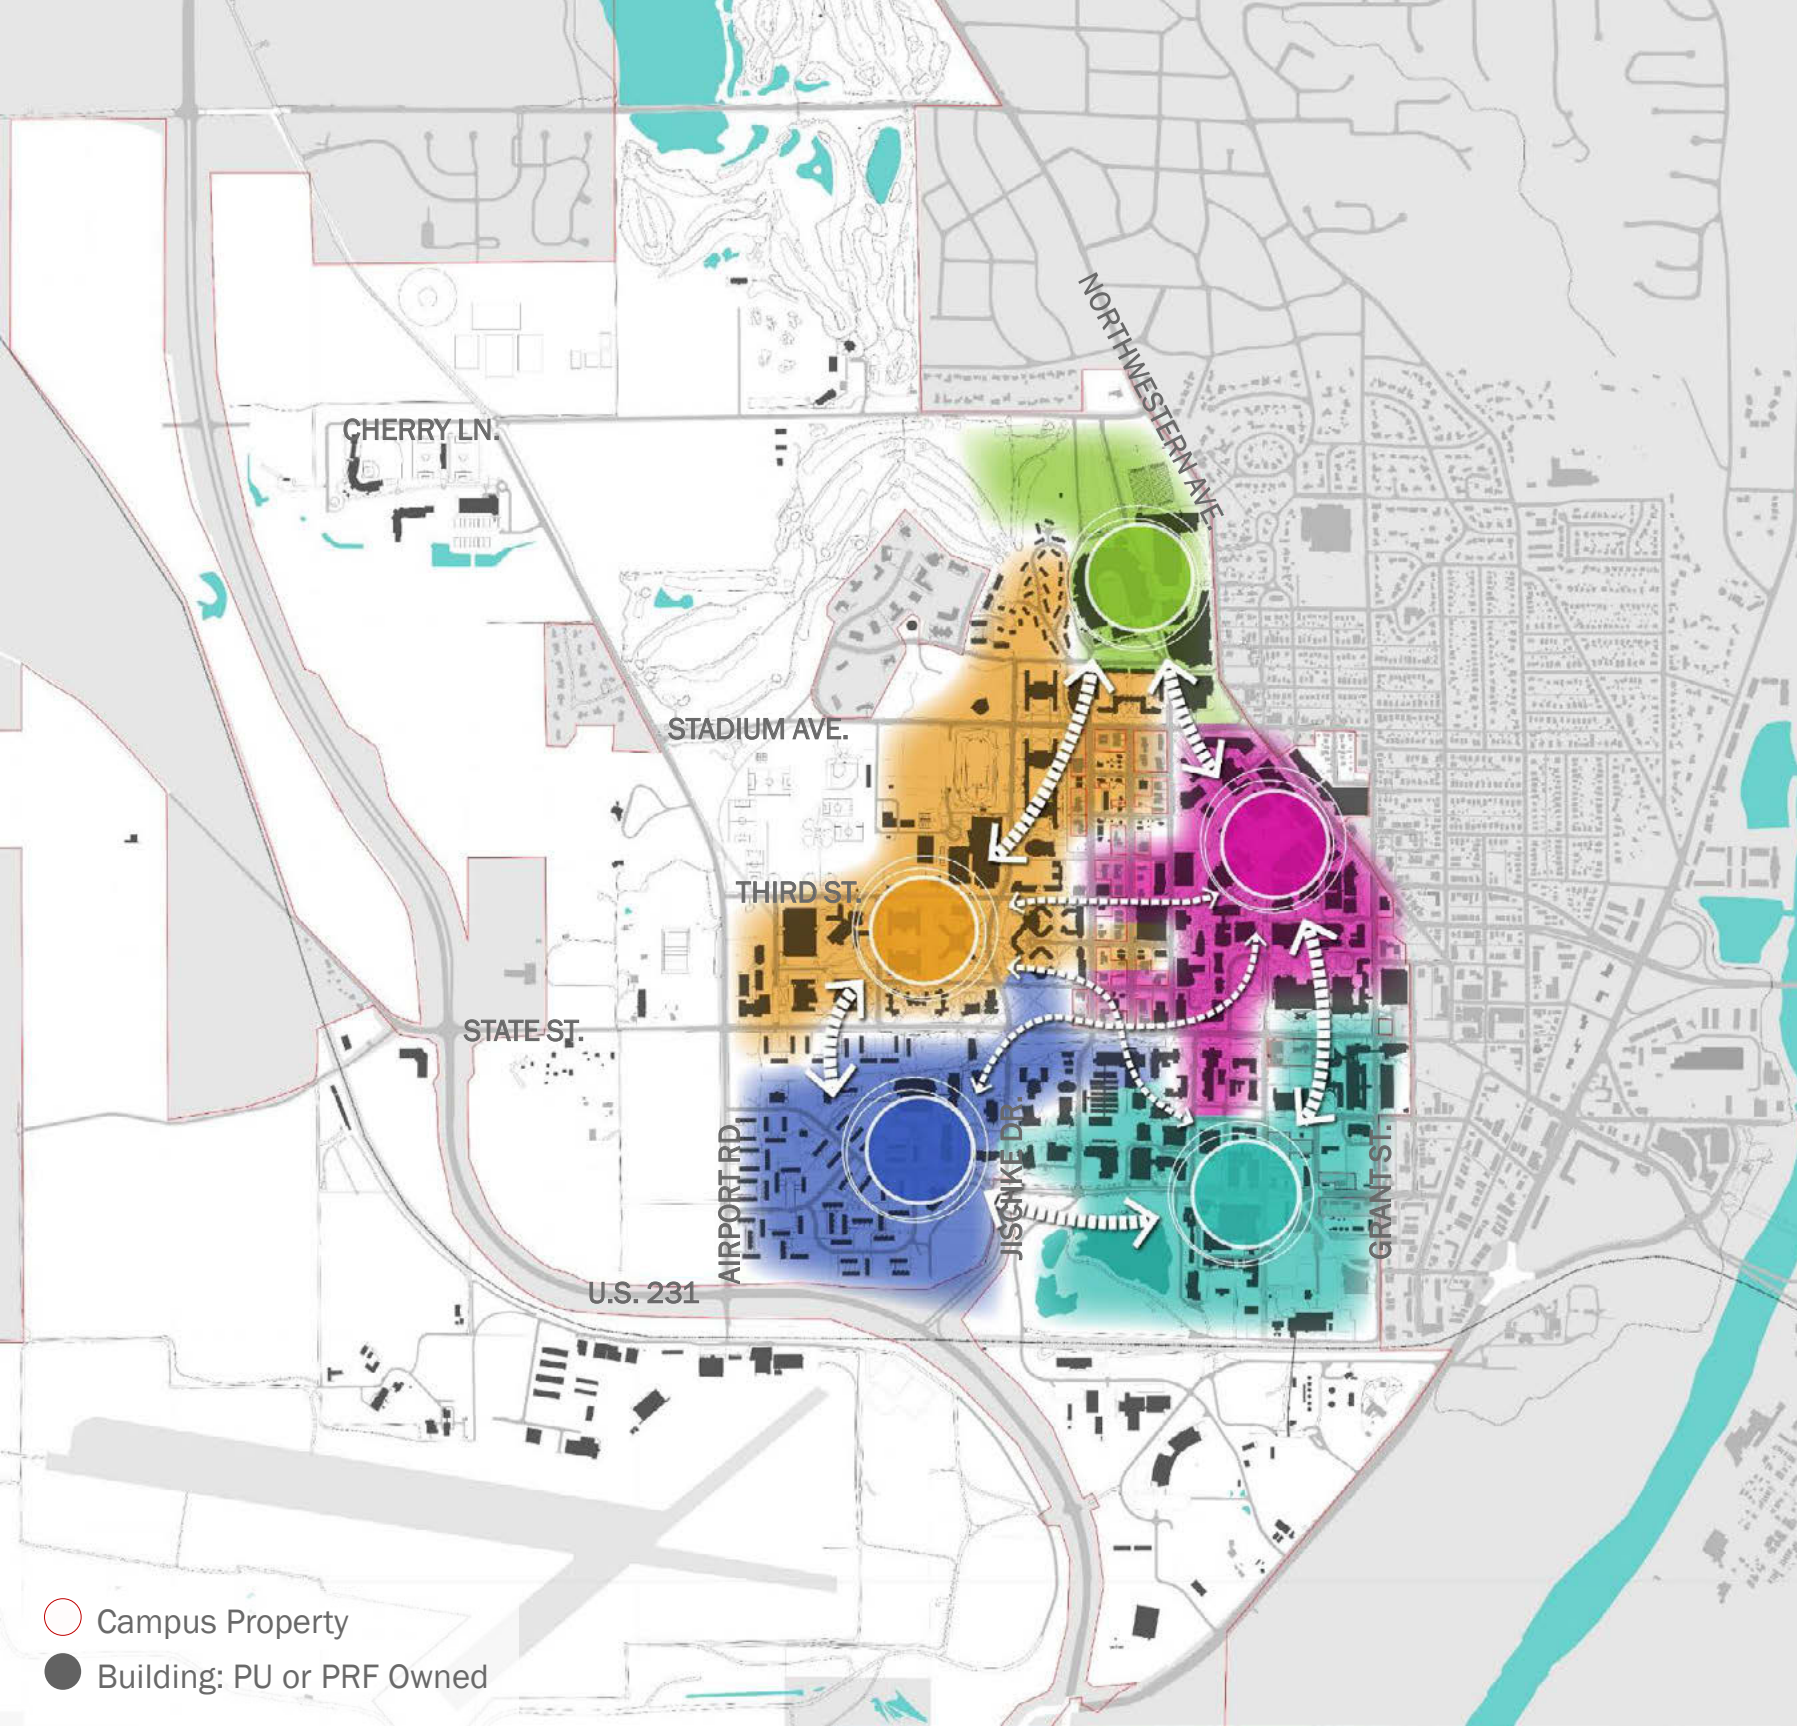 NORTHWESTERN AVE.
CHERRY LN.
STADIUM AVE.
THIRD ST.
STATE ST.
AIRPORT RD.
JISCHKE DR.
GRANT ST.
U.S. 231
Campus Property
Building: PU or PRF Owned